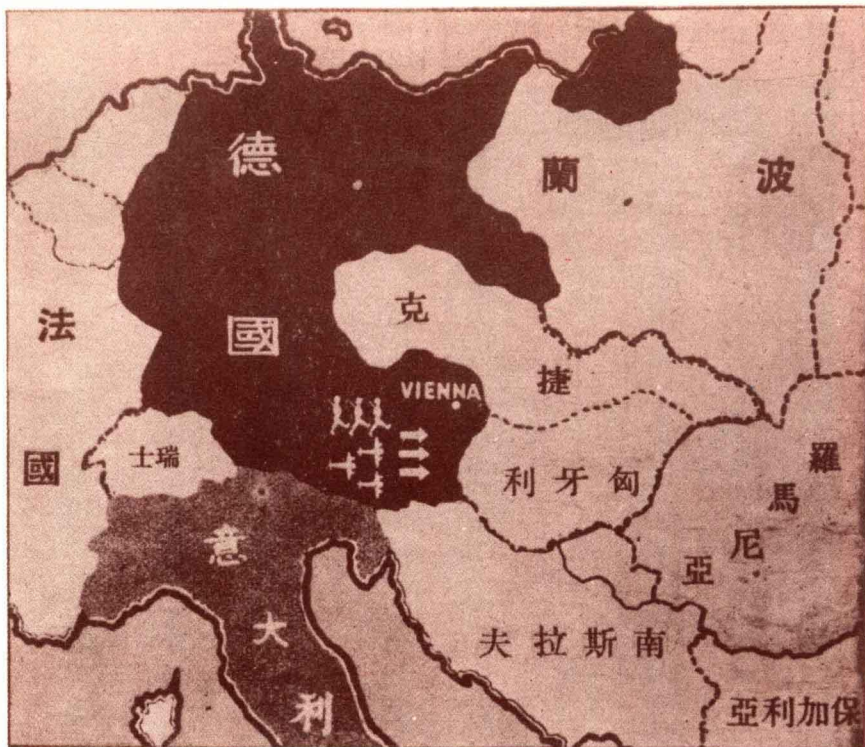 德國
波蘭
法國
捷克
VIENNA
瑞士
匈牙利
羅馬尼亞
意大利
南斯拉夫
保加利亞